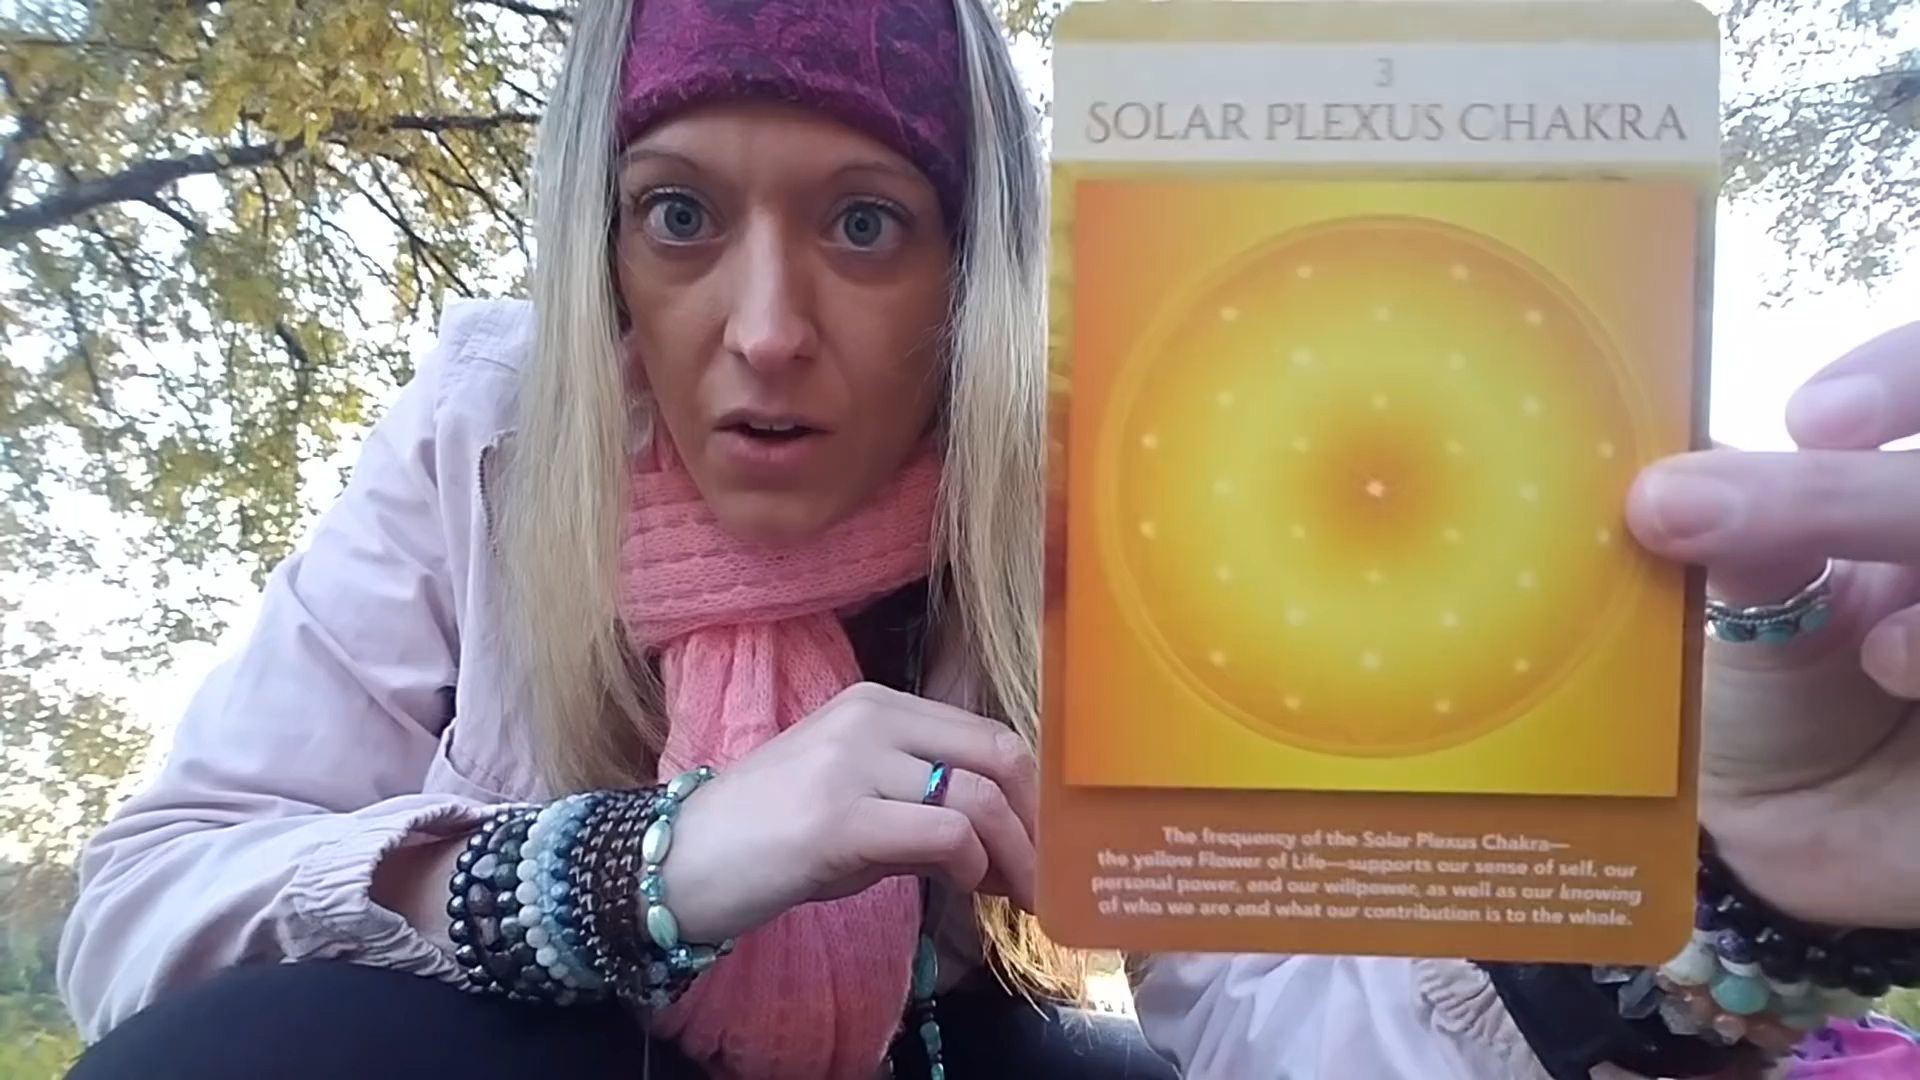 3
SOLAR PLEXUS CHAKRA
The frequency of the Solar Plexus Chakra—
the yellow Flower of Life—supports our sense of self, our
personal power, and our willpower, as well as our knowing
of who we are and what our contribution is to the whole.